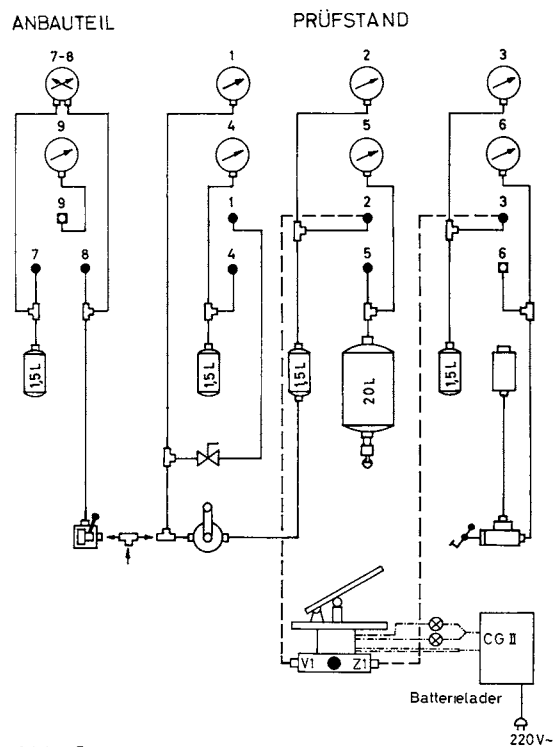 ANBAUTEIL PRÜFSTAND
7-8 1 2 3
9 4 5 6
9 1 2 3
7 8 4 5 6
1,5L 1,5L 1,5L 20L 1,5L
V1 Z1 CG II
Batterielader
220V~